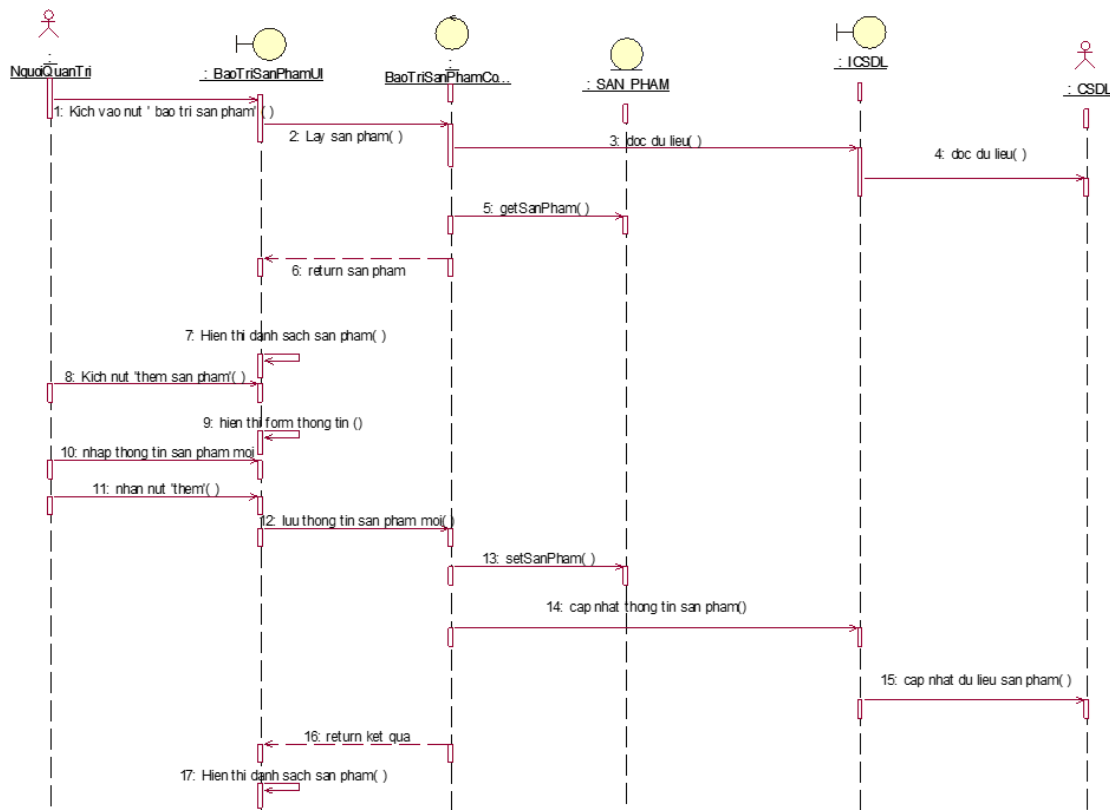 :
NguoiQuanTri
: BaoTriSanPhamUI
:
BaoTriSanPhamCo...
: SAN PHAM
: ICSDL
: CSDL
1: Kich vao nut ' bao tri san pham' ( )
2: Lay san pham( )
3: doc du lieu( )
4: doc du lieu( )
5: getSanPham( )
6: return san pham
7: Hien thi danh sach san pham( )
8: Kich nut 'them san pham'( )
9: hien thi form thong tin ()
10: nhap thong tin san pham moi
11: nhan nut 'them'( )
12: luu thong tin san pham moi( )
13: setSanPham( )
14: cap nhat thong tin san pham()
15: cap nhat du lieu san pham( )
16: return ket qua
17: Hien thi danh sach san pham( )